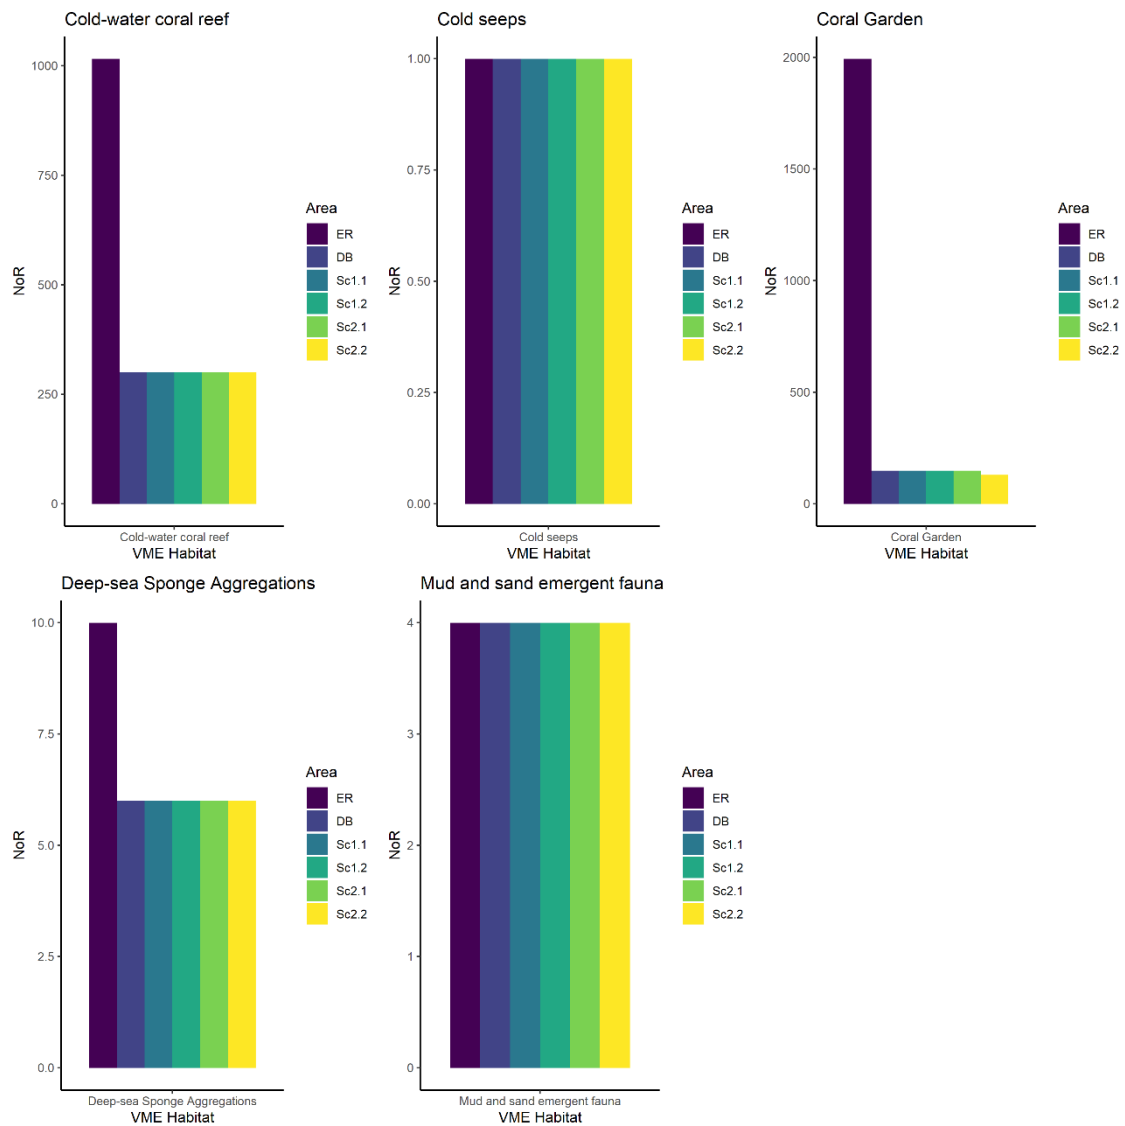 Cold-water coral reef
NoR
1000
750
500
250
0
Cold-water coral reef
VME Habitat
Area
ER
DB
Sc1.1
Sc1.2
Sc2.1
Sc2.2
Cold seeps
NoR
1.00
0.75
0.50
0.25
0.00
Cold seeps
VME Habitat
Area
ER
DB
Sc1.1
Sc1.2
Sc2.1
Sc2.2
Coral Garden
NoR
2000
1500
1000
500
0
Coral Garden
VME Habitat
Area
ER
DB
Sc1.1
Sc1.2
Sc2.1
Sc2.2
Deep-sea Sponge Aggregations
NoR
10.0
7.5
5.0
2.5
0.0
Deep-sea Sponge Aggregations
VME Habitat
Area
ER
DB
Sc1.1
Sc1.2
Sc2.1
Sc2.2
Mud and sand emergent fauna
NoR
4
3
2
1
0
Mud and sand emergent fauna
VME Habitat
Area
ER
DB
Sc1.1
Sc1.2
Sc2.1
Sc2.2